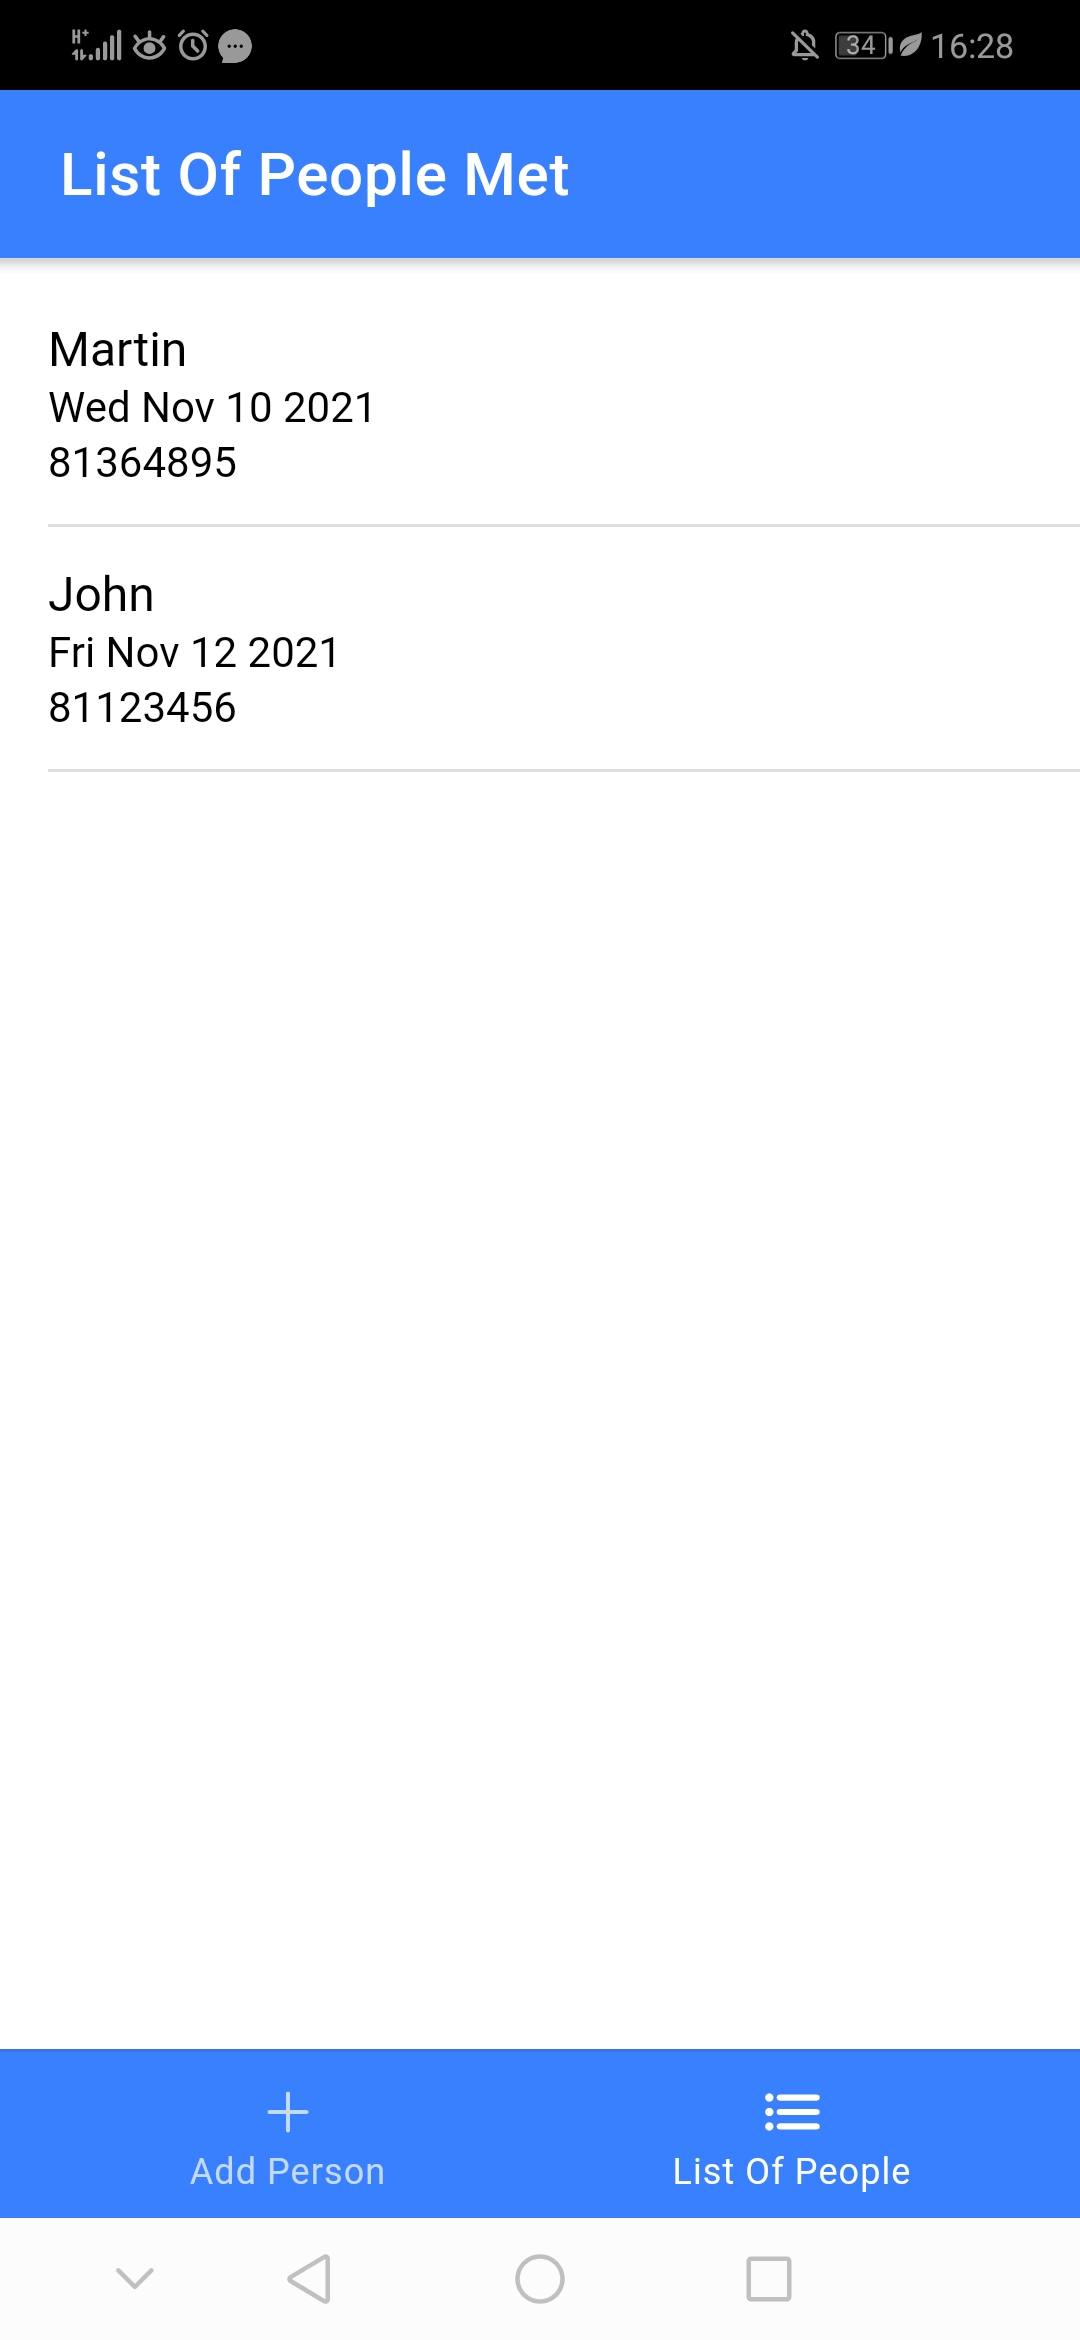 H+
34
16:28
List Of People Met
Martin
Wed Nov 10 2021
81364895
John
Fri Nov 12 2021
81123456
Add Person
List Of People